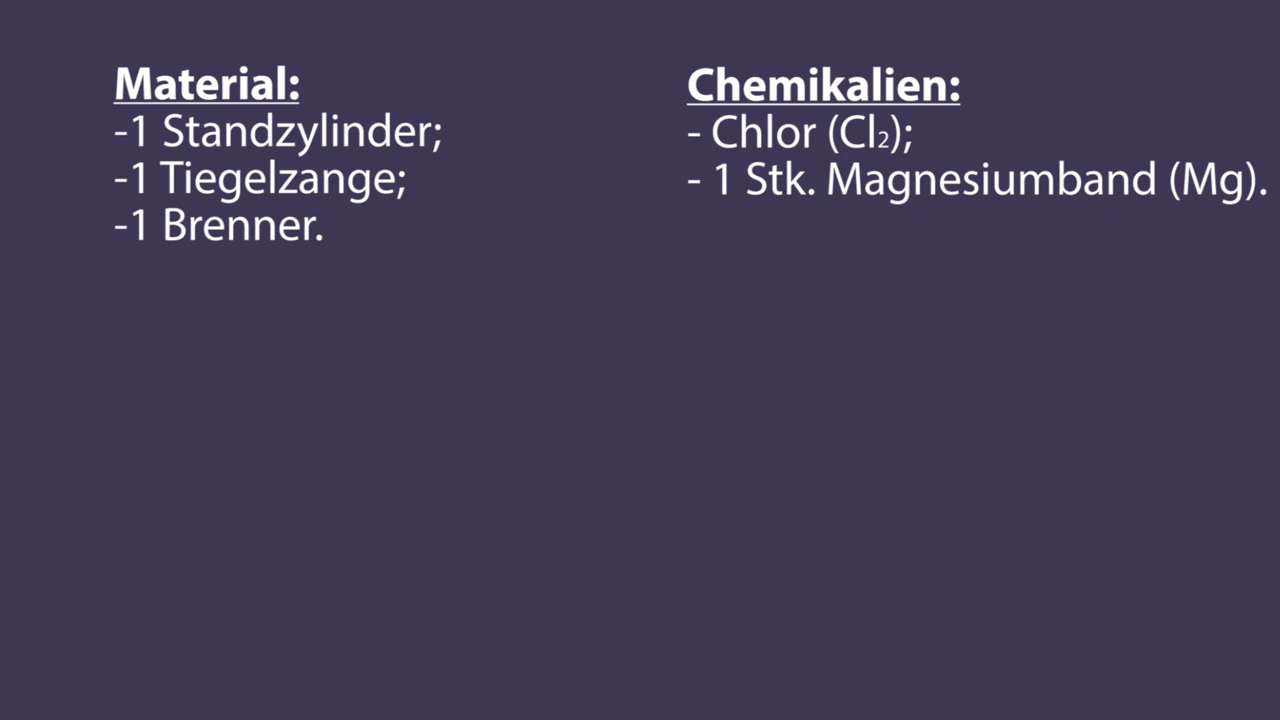 Material:
-1 Standzylinder;
-1 Tiegelzange;
-1 Brenner.
Chemikalien:
- Chlor (Cl₂);
- 1 Stk. Magnesiumband (Mg).